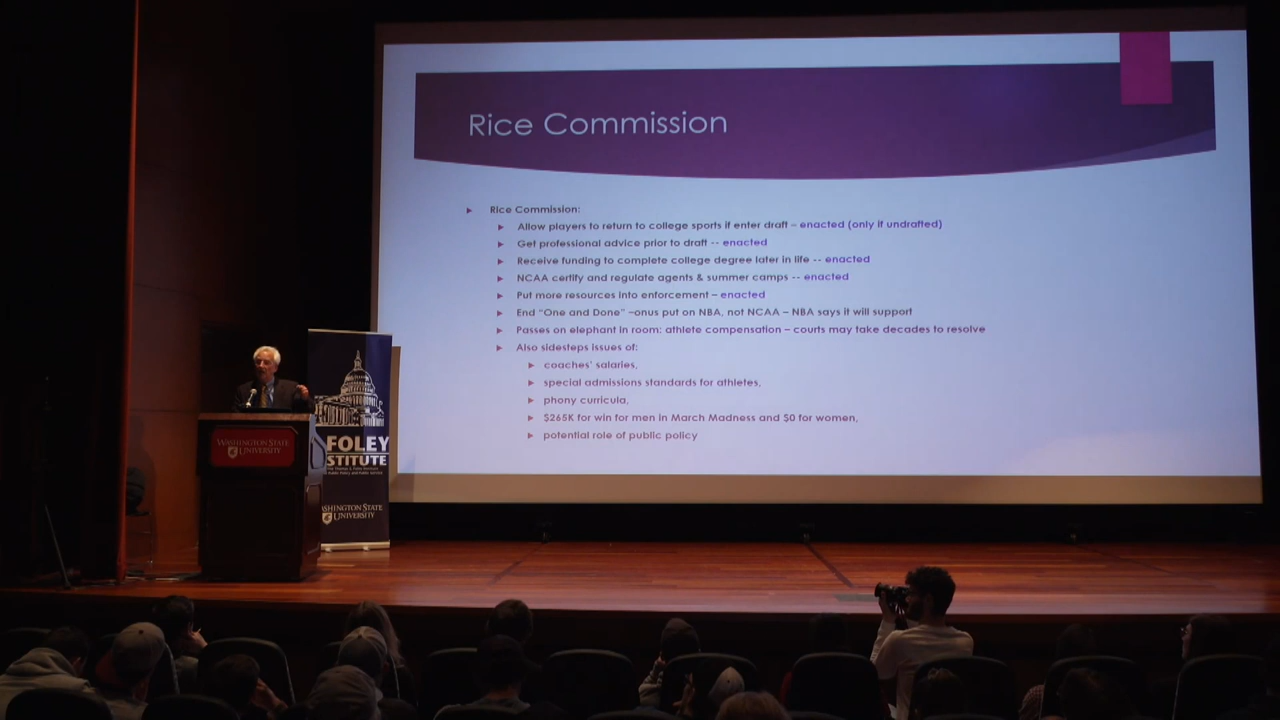 Rice Commission
Rice Commission:
Allow players to return to college sports if enter draft – enacted (only if undrafted)
Get professional advice prior to draft -- enacted
Receive funding to complete college degree later in life -- enacted
NCAA certify and regulate agents & summer camps -- enacted
Put more resources into enforcement – enacted
End “One and Done” –onus put on NBA, not NCAA – NBA says it will support
Passes on elephant in room: athlete compensation – courts may take decades to resolve
Also sidesteps issues of:
coaches’ salaries,
special admissions standards for athletes,
phony curricula,
$265K for win for men in March Madness and $0 for women,
potential role of public policy
WASHINGTON STATE
UNIVERSITY
FOLEY
STITUTE
ASHINGTON STATE
UNIVERSITY